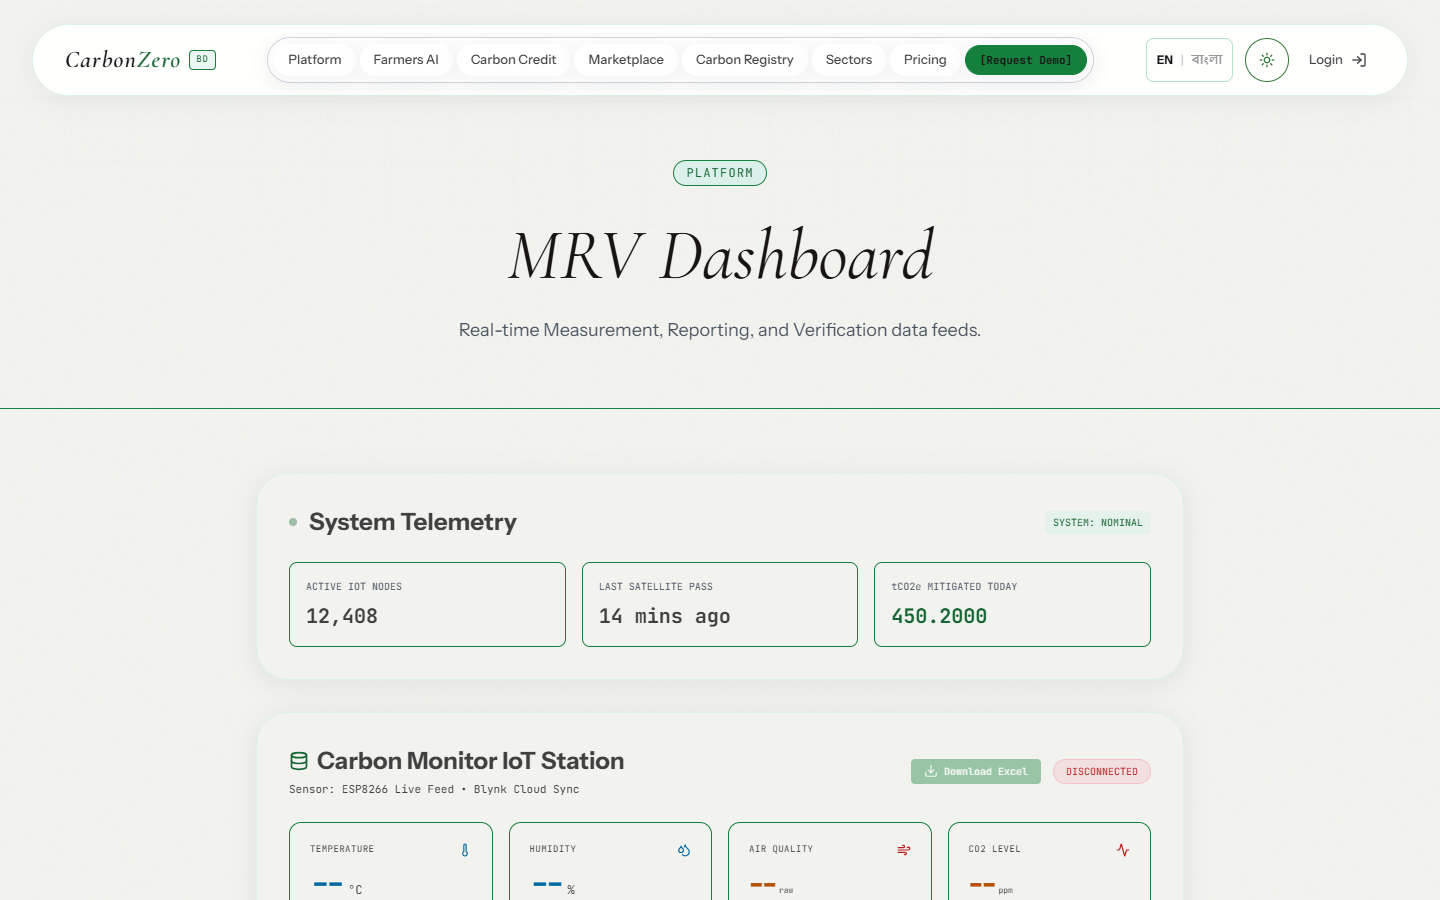 CarbonZero BD
Platform Farmers AI Carbon Credit Marketplace Carbon Registry Sectors Pricing [Request Demo]
EN | বাংলা
Login
PLATFORM
MRV Dashboard
Real-time Measurement, Reporting, and Verification data feeds.
System Telemetry
SYSTEM: NOMINAL
ACTIVE IOT NODES
12,408
LAST SATELLITE PASS
14 mins ago
tCO2e MITIGATED TODAY
450.2000
Carbon Monitor IoT Station
Sensor: ESP8266 Live Feed • Blynk Cloud Sync
Download Excel
DISCONNECTED
TEMPERATURE
-- °C
HUMIDITY
-- %
AIR QUALITY
-- raw
CO2 LEVEL
-- ppm